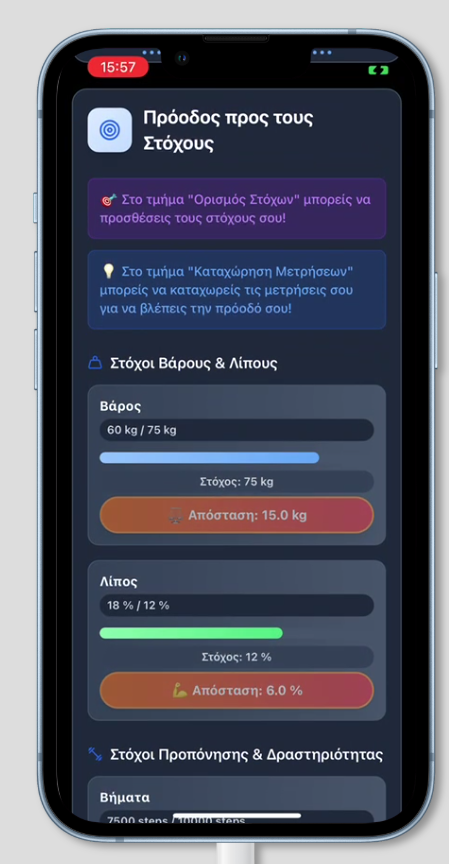 15:57
Πρόοδος προς τους
Στόχους
🎯 Στο τμήμα "Ορισμός Στόχων" μπορείς να
προσθέσεις τους στόχους σου!
💡 Στο τμήμα "Καταχώρηση Μετρήσεων"
μπορείς να καταχωρείς τις μετρήσεις σου
για να βλέπεις την πρόοδό σου!
Στόχοι Βάρους & Λίπους
Βάρος
60 kg / 75 kg
Στόχος: 75 kg
Απόσταση: 15.0 kg
Λίπος
18 % / 12 %
Στόχος: 12 %
💪 Απόσταση: 6.0 %
Στόχοι Προπόνησης & Δραστηριότητας
Βήματα
7500 steps / 10000 steps